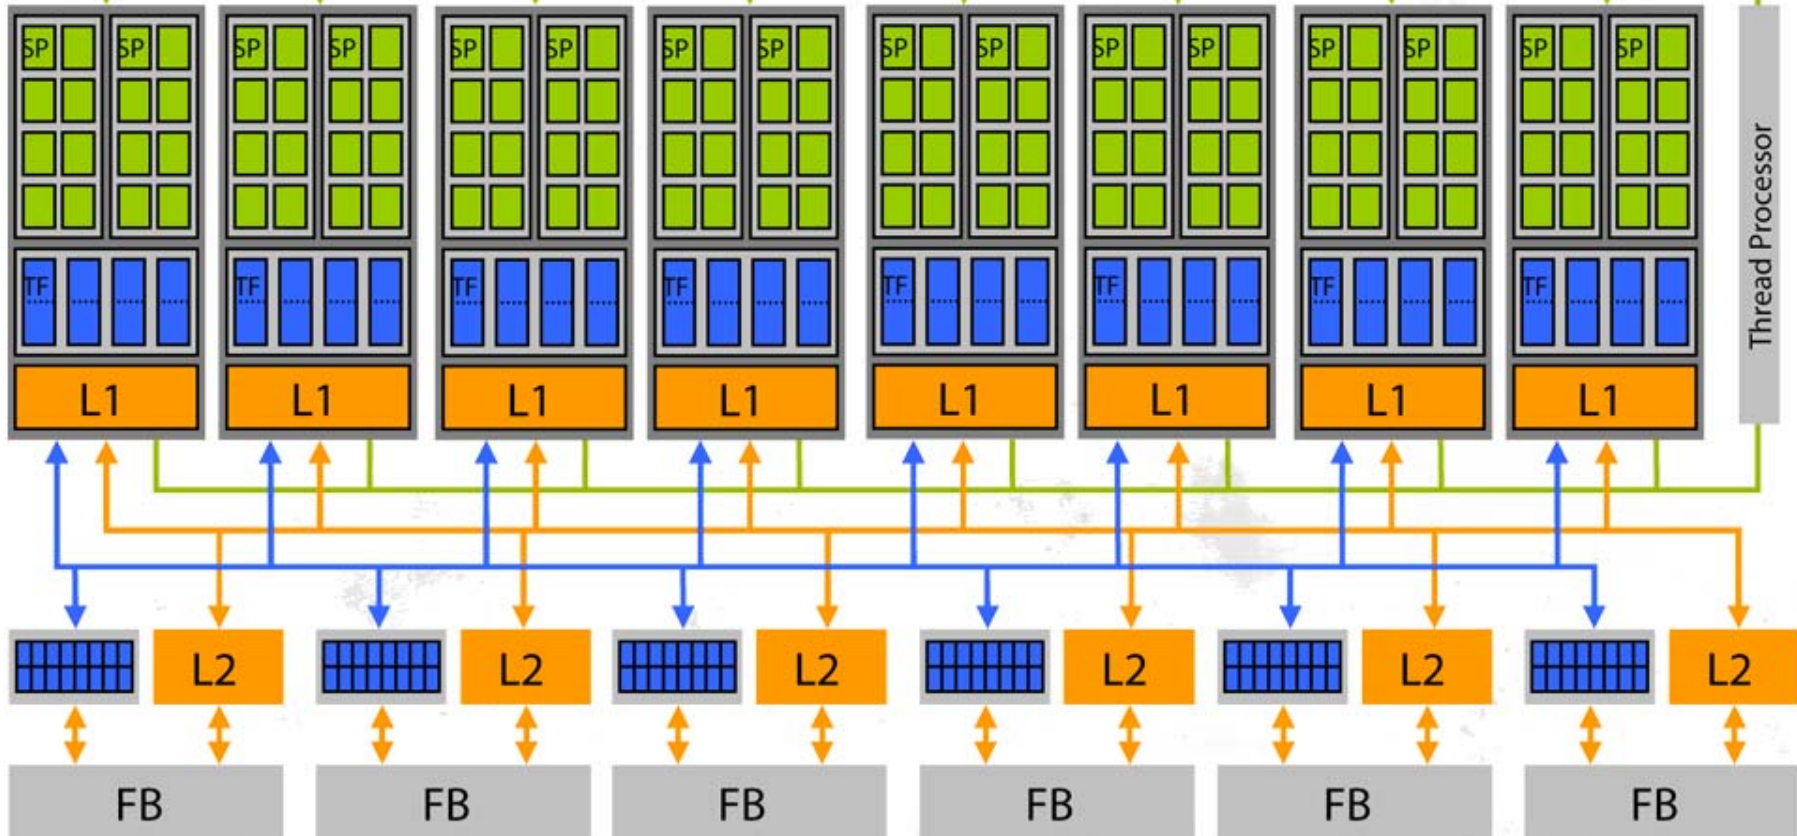 SP SP SP SP SP SP SP SP SP SP SP SP SP SP SP SP
TF TF TF TF TF TF TF TF
Thread Processor
L1 L1 L1 L1 L1 L1 L1 L1
L2 L2 L2 L2 L2 L2
FB FB FB FB FB FB